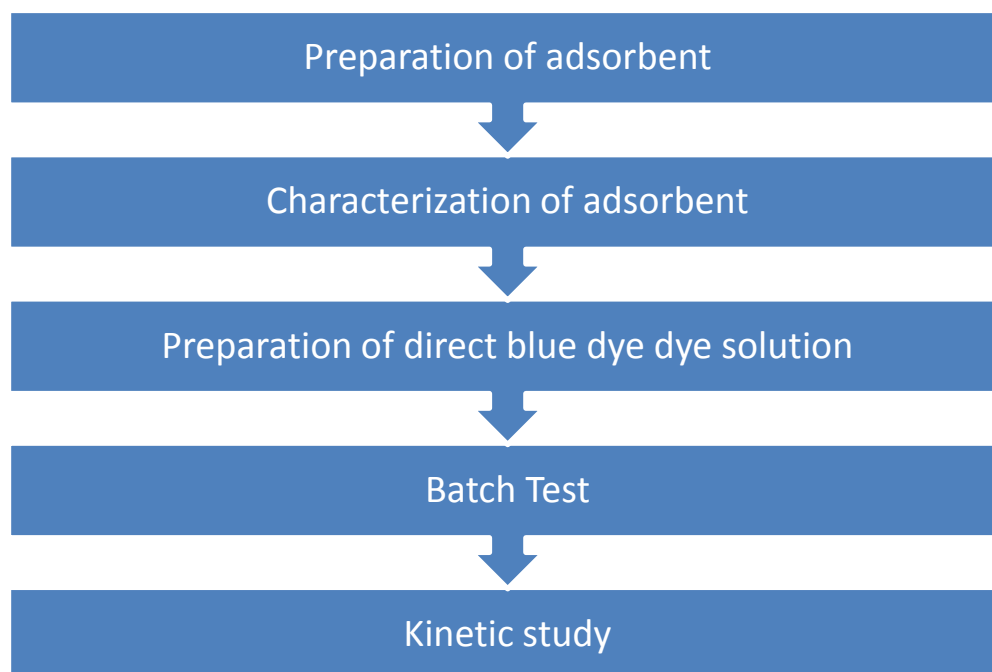 Preparation of adsorbent
Characterization of adsorbent
Preparation of direct blue dye dye solution
Batch Test
Kinetic study